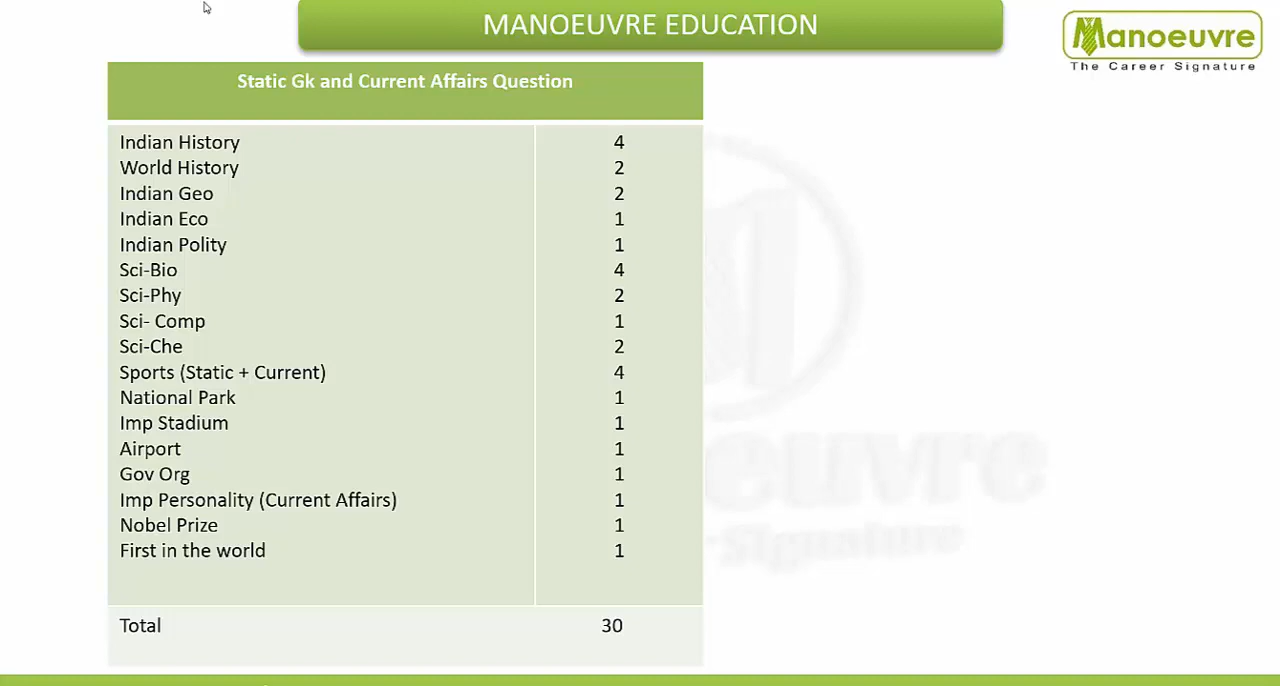 MANOEUVRE EDUCATION
Manoeuvre
The Career Signature
Static Gk and Current Affairs Question
Indian History 4
World History 2
Indian Geo 2
Indian Eco 1
Indian Polity 1
Sci-Bio 4
Sci-Phy 2
Sci- Comp 1
Sci-Che 2
Sports (Static + Current) 4
National Park 1
Imp Stadium 1
Airport 1
Gov Org 1
Imp Personality (Current Affairs) 1
Nobel Prize 1
First in the world 1
Total 30
euvre
Signature